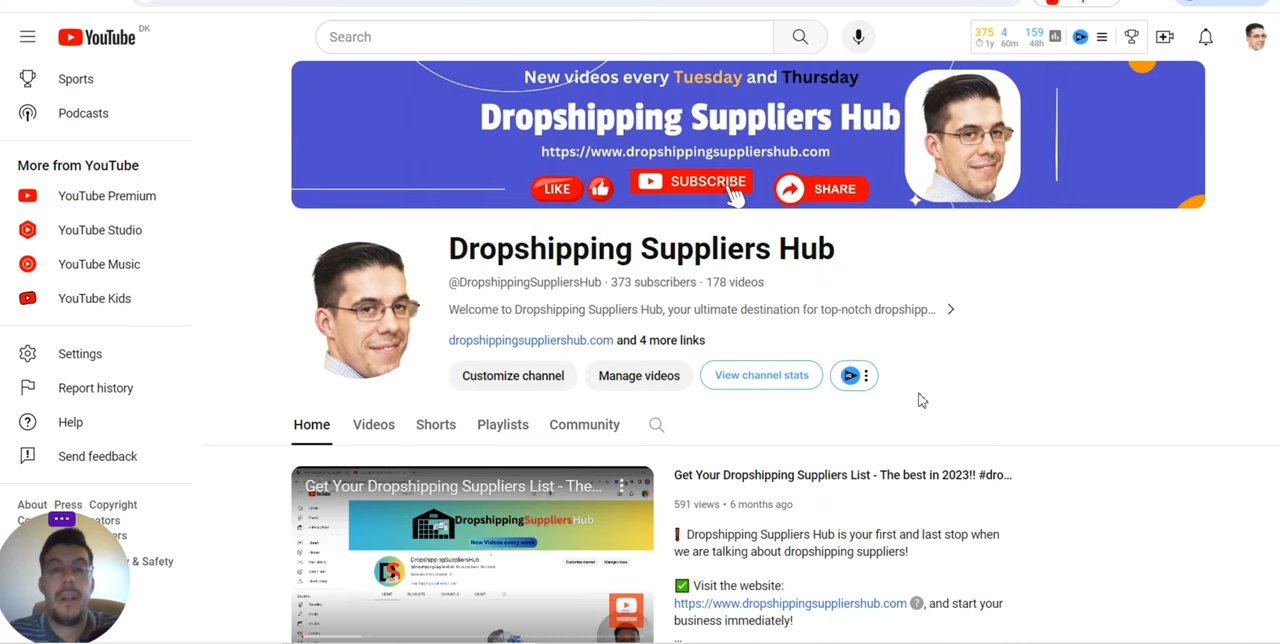 YouTube DK
Search
375 4 159
1y 60m 48h
Sports
Podcasts
More from YouTube
YouTube Premium
YouTube Studio
YouTube Music
YouTube Kids
Settings
Report history
Help
Send feedback
About Press Copyright
& Safety
New videos every Tuesday and Thursday
Dropshipping Suppliers Hub
https://www.dropshippingsuppliershub.com
LIKE SUBSCRIBE SHARE
Dropshipping Suppliers Hub
@DropshippingSuppliersHub · 373 subscribers · 178 videos
Welcome to Dropshipping Suppliers Hub, your ultimate destination for top-notch dropshipp...
dropshippingsuppliershub.com and 4 more links
Customize channel Manage videos View channel stats
Home Videos Shorts Playlists Community
Get Your Dropshipping Suppliers List - The...
DropshippingSuppliersHub
New Videos every week
DropshippingSuppliersHub
Get Your Dropshipping Suppliers List - The best in 2023!! #dro...
591 views • 6 months ago
Dropshipping Suppliers Hub is your first and last stop when
we are talking about dropshipping suppliers!
Visit the website:
https://www.dropshippingsuppliershub.com , and start your
business immediately!
...